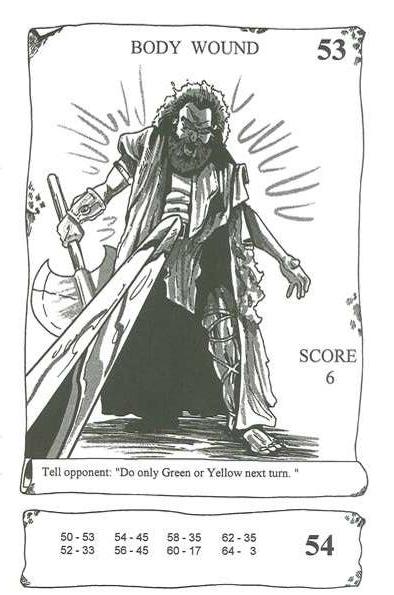 BODY WOUND 53
SCORE
6
Tell opponent: "Do only Green or Yellow next turn. "
50 - 53 54 - 45 58 - 35 62 - 35
52 - 33 56 - 45 60 - 17 64 - 3
54